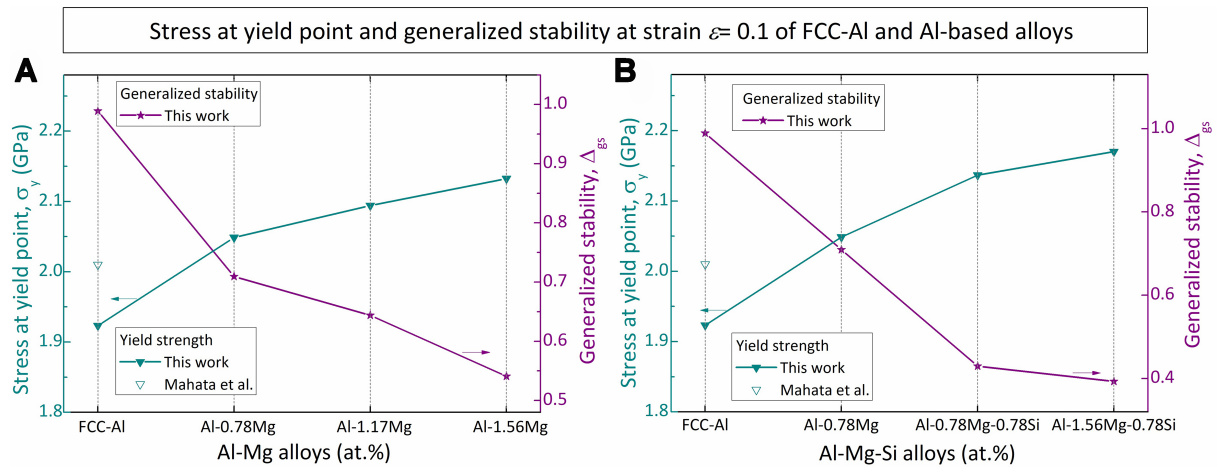 Stress at yield point and generalized stability at strain ε= 0.1 of FCC-Al and Al-based alloys
A
Stress at yield point, σy (GPa)
2.2
2.1
2.0
1.9
1.8
Generalized stability
This work
Yield strength
This work
Mahata et al.
1.0
0.9
0.8
0.7
0.6
0.5
Generalized stability, Δgs
FCC-Al
Al-0.78Mg
Al-1.17Mg
Al-1.56Mg
Al-Mg alloys (at.%)
B
Stress at yield point, σy (GPa)
2.2
2.1
2.0
1.9
1.8
Generalized stability
This work
Yield strength
This work
Mahata et al.
1.0
0.8
0.6
0.4
Generalized stability, Δgs
FCC-Al
Al-0.78Mg
Al-0.78Mg-0.78Si
Al-1.56Mg-0.78Si
Al-Mg-Si alloys (at.%)